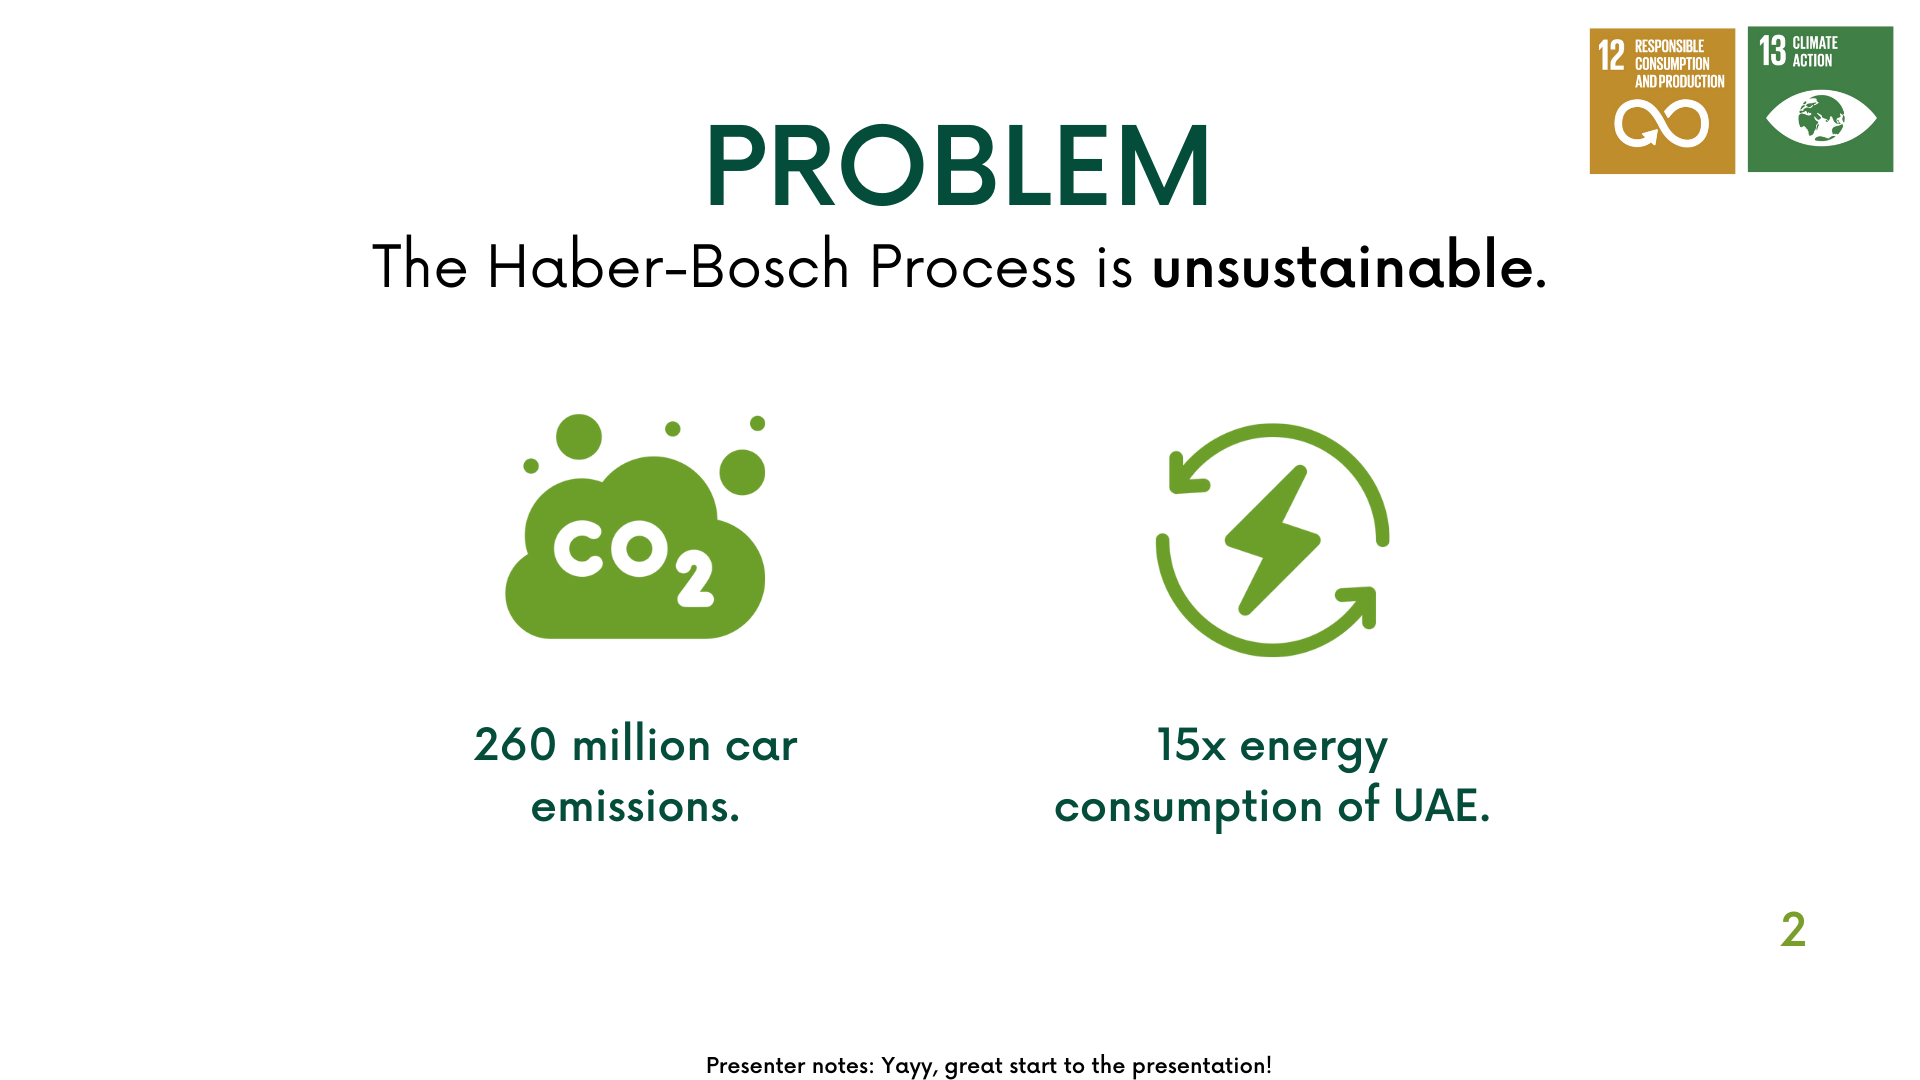 12 RESPONSIBLE
CONSUMPTION
AND PRODUCTION
13 CLIMATE
ACTION
PROBLEM
The Haber-Bosch Process is unsustainable.
CO2
260 million car
emissions.
15x energy
consumption of UAE.
2
Presenter notes: Yayy, great start to the presentation!